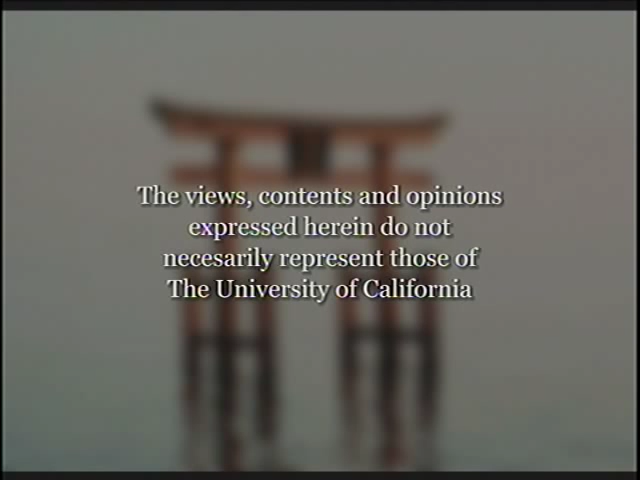 The views, contents and opinions
expressed herein do not
necesarily represent those of
The University of California